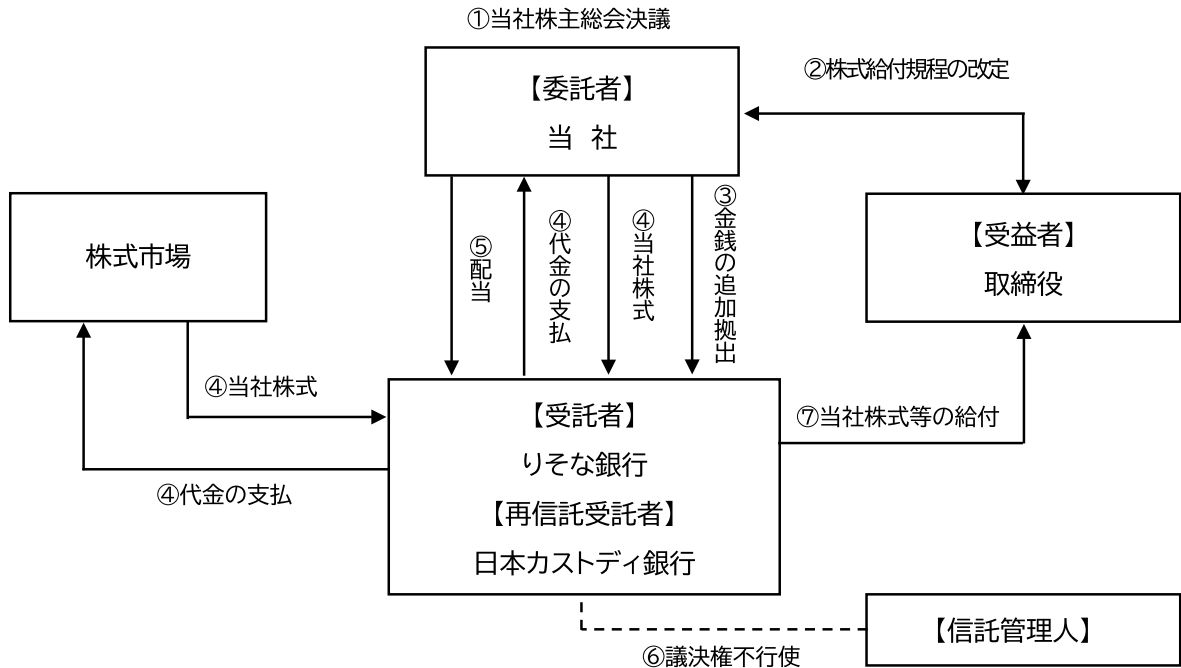 ①当社株主総会決議
【委託者】
当 社
②株式給付規程の改定
株式市場
⑤配当
④代金の支払
④当社株式
③金銭の追加拠出
【受益者】
取締役
④当社株式
④代金の支払
【受託者】
りそな銀行
【再信託受託者】
日本カストディ銀行
⑦当社株式等の給付
【信託管理人】
⑥議決権不行使